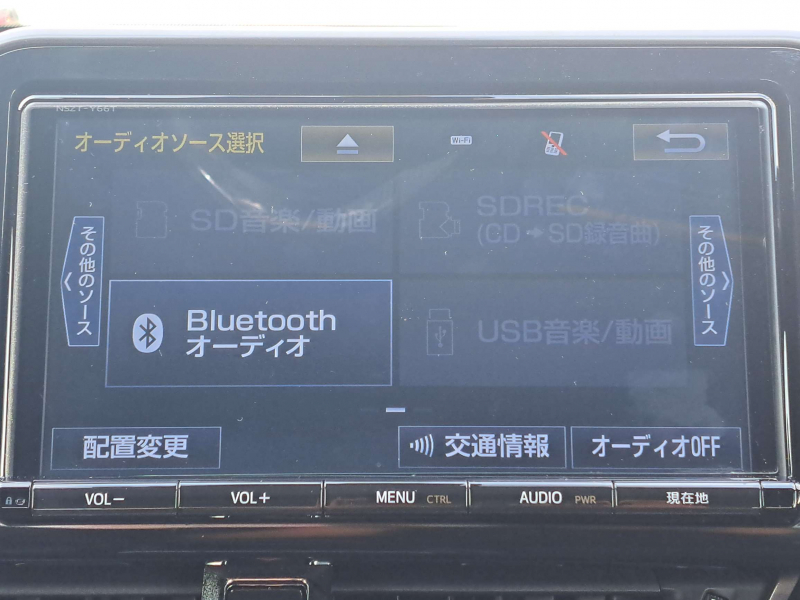 NSZT-Y66T
オーディオソース選択
Wi-Fi
SD音楽/動画
SDREC
(CD→SD録音曲)
その他のソース
その他のソース
Bluetooth
オーディオ
USB音楽/動画
配置変更
交通情報
オーディオOFF
VOL−
VOL+
MENU CTRL
AUDIO PWR
現在地